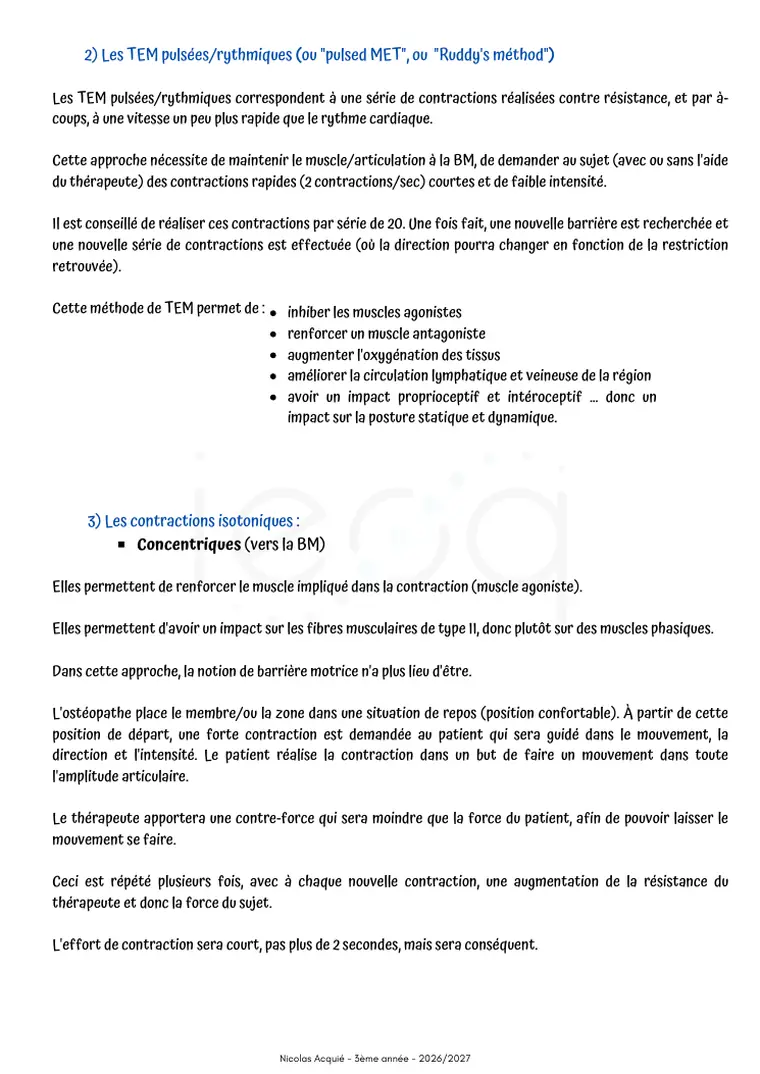 2) Les TEM pulsées/rythmiques (ou "pulsed MET", ou "Ruddy's méthod")
Les TEM pulsées/rythmiques correspondent à une série de contractions réalisées contre résistance, et par à-
coups, à une vitesse un peu plus rapide que le rythme cardiaque.
Cette approche nécessite de maintenir le muscle/articulation à la BM, de demander au sujet (avec ou sans l'aide
du thérapeute) des contractions rapides (2 contractions/sec) courtes et de faible intensité.
Il est conseillé de réaliser ces contractions par série de 20. Une fois fait, une nouvelle barrière est recherchée et
une nouvelle série de contractions est effectuée (où la direction pourra changer en fonction de la restriction
retrouvée).
Cette méthode de TEM permet de :
• inhiber les muscles agonistes
• renforcer un muscle antagoniste
• augmenter l'oxygénation des tissus
• améliorer la circulation lymphatique et veineuse de la région
• avoir un impact proprioceptif et intéroceptif ... donc un
impact sur la posture statique et dynamique.
ieoq
3) Les contractions isotoniques :
▪ Concentriques (vers la BM)
Elles permettent de renforcer le muscle impliqué dans la contraction (muscle agoniste).
Elles permettent d'avoir un impact sur les fibres musculaires de type II, donc plutôt sur des muscles phasiques.
Dans cette approche, la notion de barrière motrice n'a plus lieu d'être.
L'ostéopathe place le membre/ou la zone dans une situation de repos (position confortable). À partir de cette
position de départ, une forte contraction est demandée au patient qui sera guidé dans le mouvement, la
direction et l'intensité. Le patient réalise la contraction dans un but de faire un mouvement dans toute
l'amplitude articulaire.
Le thérapeute apportera une contre-force qui sera moindre que la force du patient, afin de pouvoir laisser le
mouvement se faire.
Ceci est répété plusieurs fois, avec à chaque nouvelle contraction, une augmentation de la résistance du
thérapeute et donc la force du sujet.
L'effort de contraction sera court, pas plus de 2 secondes, mais sera conséquent.
Nicolas Acquié - 3ème année - 2026/2027